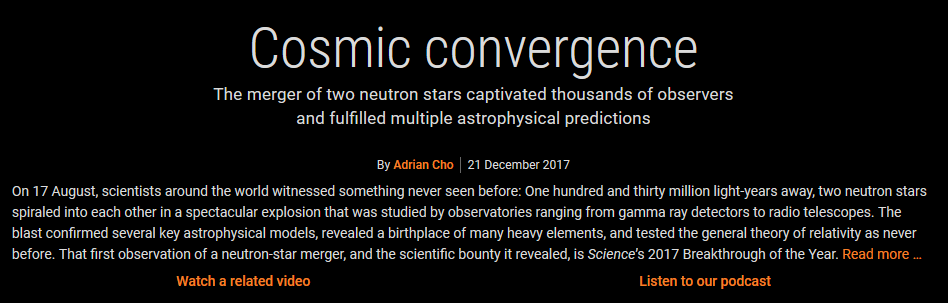 Cosmic convergence
The merger of two neutron stars captivated thousands of observers
and fulfilled multiple astrophysical predictions
By Adrian Cho | 21 December 2017
On 17 August, scientists around the world witnessed something never seen before: One hundred and thirty million light-years away, two neutron stars
spiraled into each other in a spectacular explosion that was studied by observatories ranging from gamma ray detectors to radio telescopes. The
blast confirmed several key astrophysical models, revealed a birthplace of many heavy elements, and tested the general theory of relativity as never
before. That first observation of a neutron-star merger, and the scientific bounty it revealed, is Science's 2017 Breakthrough of the Year. Read more ...
Watch a related video
Listen to our podcast